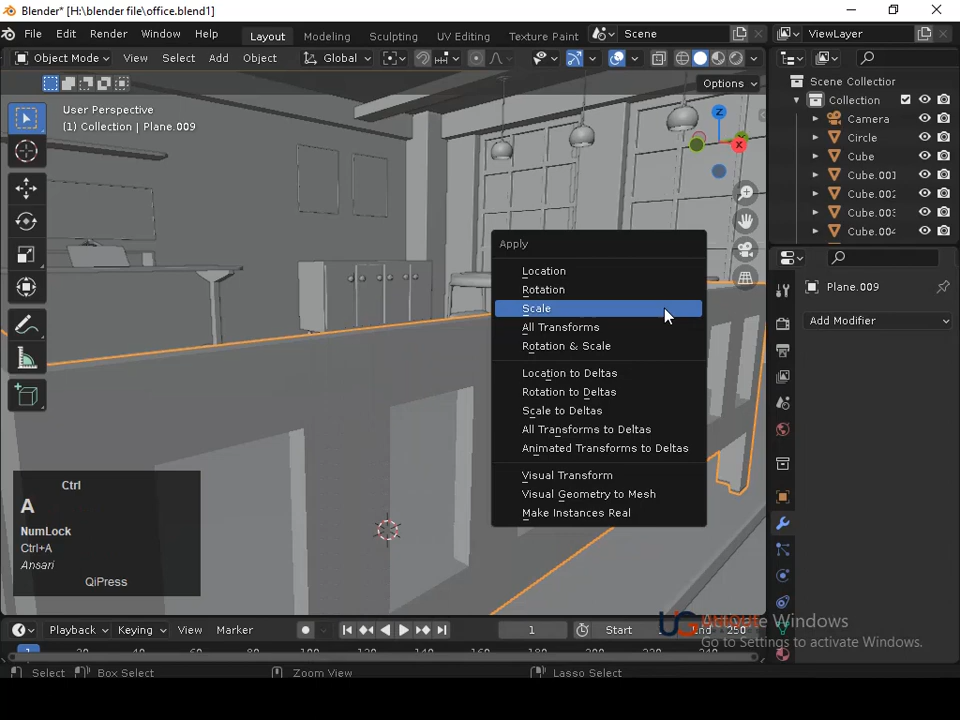 Blender* [H:\blender file\office.blend1]
File Edit Render Window Help Layout Modeling Sculpting UV Editing Texture Paint Scene ViewLayer
Object Mode View Select Add Object Global
Options
User Perspective
(1) Collection | Plane.009
Scene Collection
Collection
Camera
Circle
Cube
Cube.001
Cube.002
Cube.003
Cube.004
Z
X
Apply
Location
Rotation
Scale
All Transforms
Rotation & Scale
Location to Deltas
Rotation to Deltas
Scale to Deltas
All Transforms to Deltas
Animated Transforms to Deltas
Visual Transform
Visual Geometry to Mesh
Make Instances Real
Plane.009
Add Modifier
Ctrl
A
NumLock
Ctrl+A
Ansari
QiPress
Activate Windows
Go to Settings to activate Windows.
Playback Keying View Marker 1 Start End 250
Select Box Select Zoom View Lasso Select